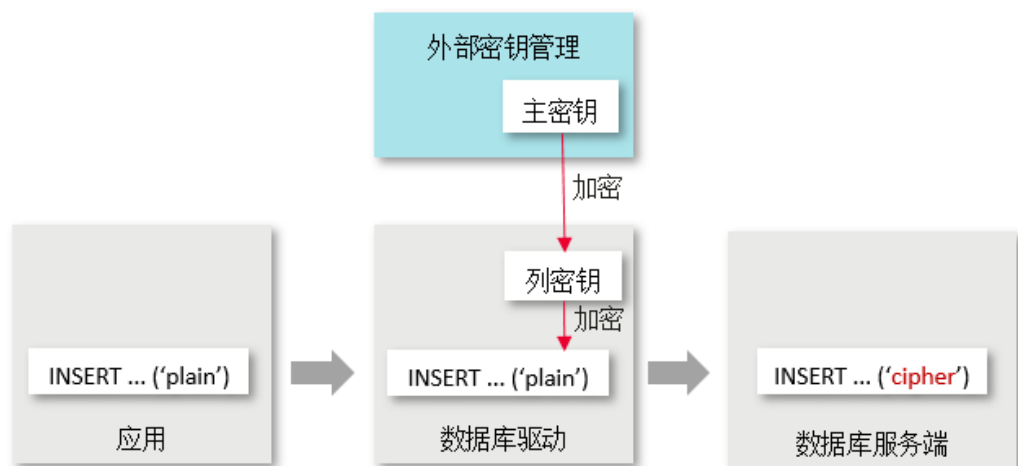 外部密钥管理
主密钥
加密
列密钥
加密
INSERT ... (‘plain’)
INSERT ... (‘plain’)
INSERT ... (‘cipher’)
应用
数据库驱动
数据库服务端